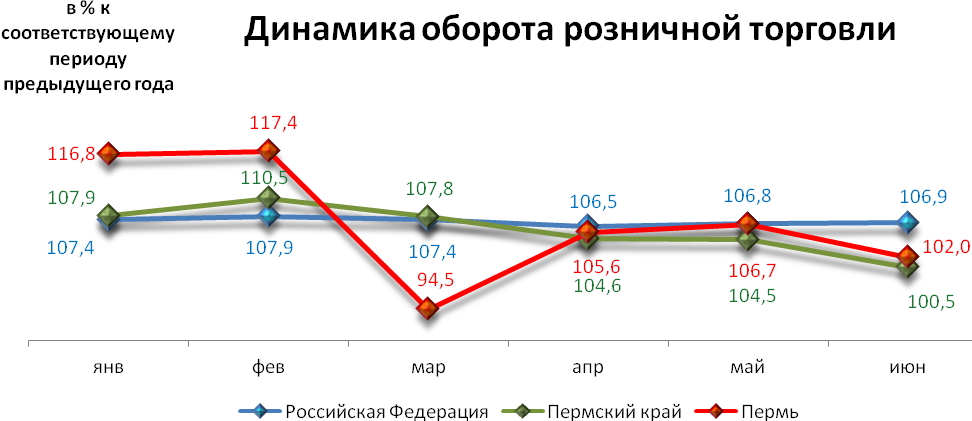 в % к
соответствующему
периоду
предыдущего года
Динамика оборота розничной торговли
116,8
117,4
94,5
105,6
106,7
102,0
107,9
110,5
107,8
104,6
104,5
100,5
107,4
107,9
107,4
106,5
106,8
106,9
янв фев мар апр май июн
Российская Федерация Пермский край Пермь